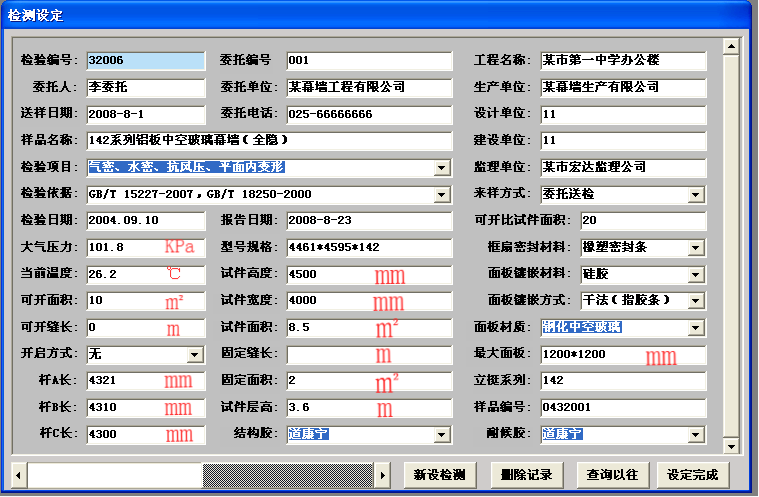 检测设定
检验编号: 32006 委托编号 001 工程名称: 某市第一中学办公楼
委托人: 李委托 委托单位: 某幕墙工程有限公司 生产单位: 某幕墙生产有限公司
送样日期: 2008-8-1 委托电话: 025-66666666 设计单位: 11
样品名称: 142系列铝板中空玻璃幕墙(全隐) 建设单位: 11
检验项目: 气密、水密、抗风压、平面内变形 监理单位: 某市宏达监理公司
检验依据: GB/T 15227-2007，GB/T 18250-2000 来样方式: 委托送检
检验日期: 2004.09.10 报告日期: 2008-8-23 可开比试件面积: 20
大气压力: 101.8 KPa 型号规格: 4461*4595*142 框扇密封材料: 橡塑密封条
当前温度: 26.2 ℃ 试件高度: 4500 mm 面板镶嵌材料: 硅胶
可开面积: 10 m² 试件宽度: 4000 mm 面板镶嵌方式: 干法(指胶条)
可开缝长: 0 m 试件面积: 8.5 m² 面板材质: 钢化中空玻璃
开启方式: 无 固定缝长: m 最大面板: 1200*1200 mm
杆A长: 4321 mm 固定面积: 2 m² 立挺系列: 142
杆B长: 4310 mm 试件层高: 3.6 m 样品编号: 0432001
杆C长: 4300 mm 结构胶: 道康宁 耐候胶: 道康宁
新设检测 删除记录 查询以往 设定完成